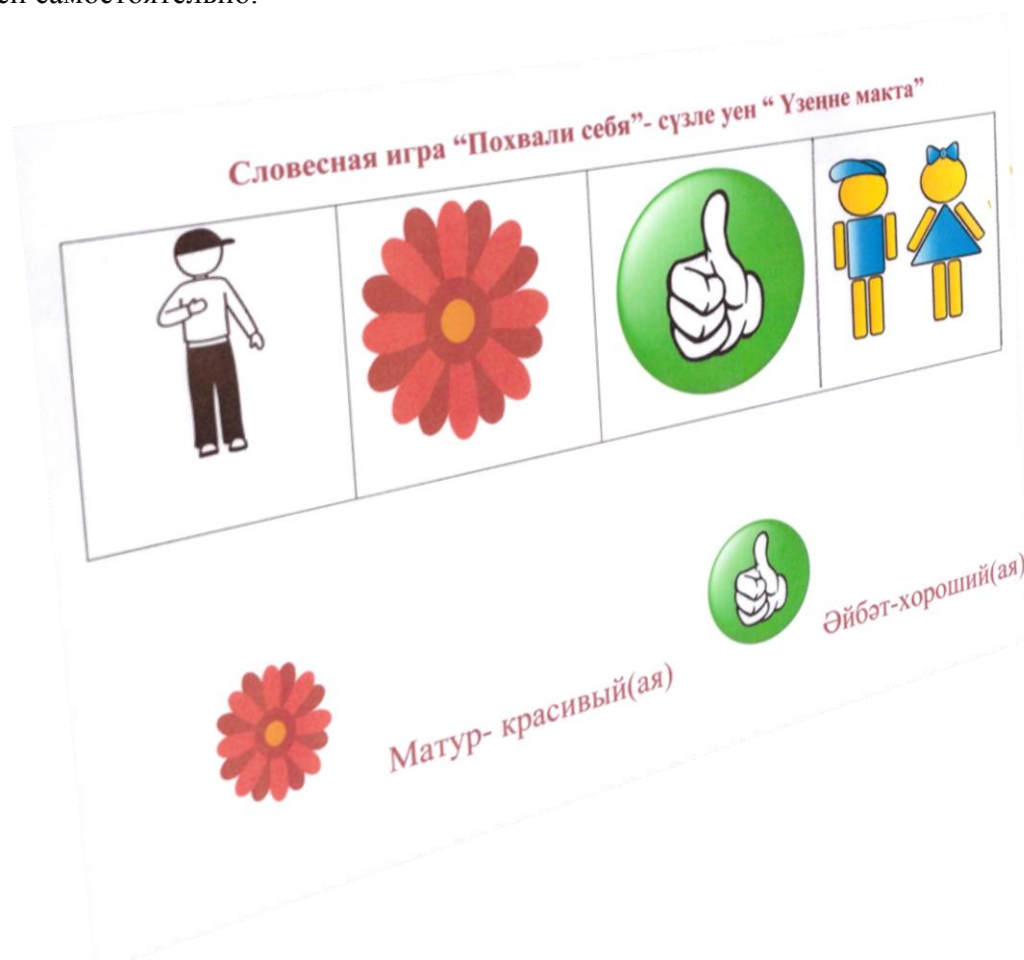 самостоятельно.
Словесная игра “Похвали себя”- сүзле уен “ Үзеңне макта”
Әйбәт-хороший(ая)
Матур- красивый(ая)